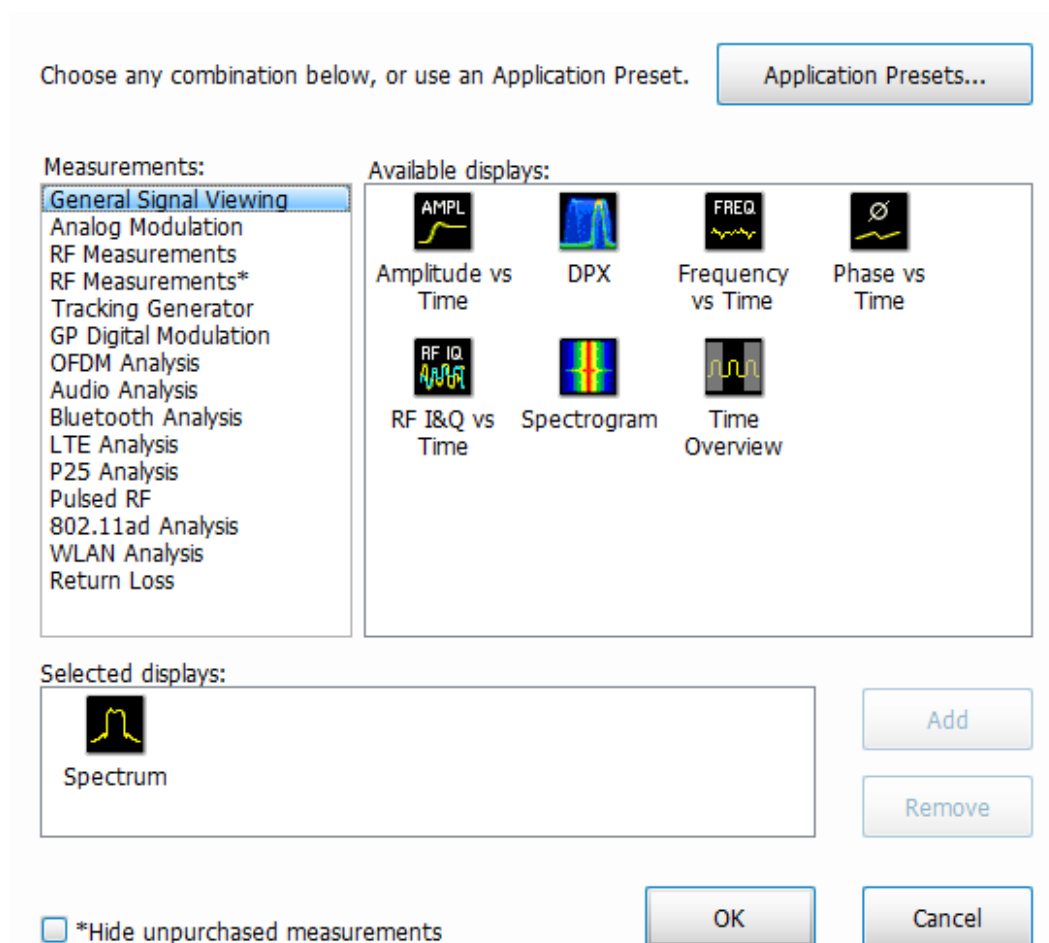 Choose any combination below, or use an Application Preset.
Application Presets...
Measurements:
General Signal Viewing
Analog Modulation
RF Measurements
RF Measurements*
Tracking Generator
GP Digital Modulation
OFDM Analysis
Audio Analysis
Bluetooth Analysis
LTE Analysis
P25 Analysis
Pulsed RF
802.11ad Analysis
WLAN Analysis
Return Loss
Available displays:
AMPL
Amplitude vs
Time
DPX
FREQ
Frequency
vs Time
Ø
Phase vs
Time
RF IQ
RF I&Q vs
Time
Spectrogram
Time
Overview
Selected displays:
Spectrum
Add
Remove
*Hide unpurchased measurements
OK
Cancel